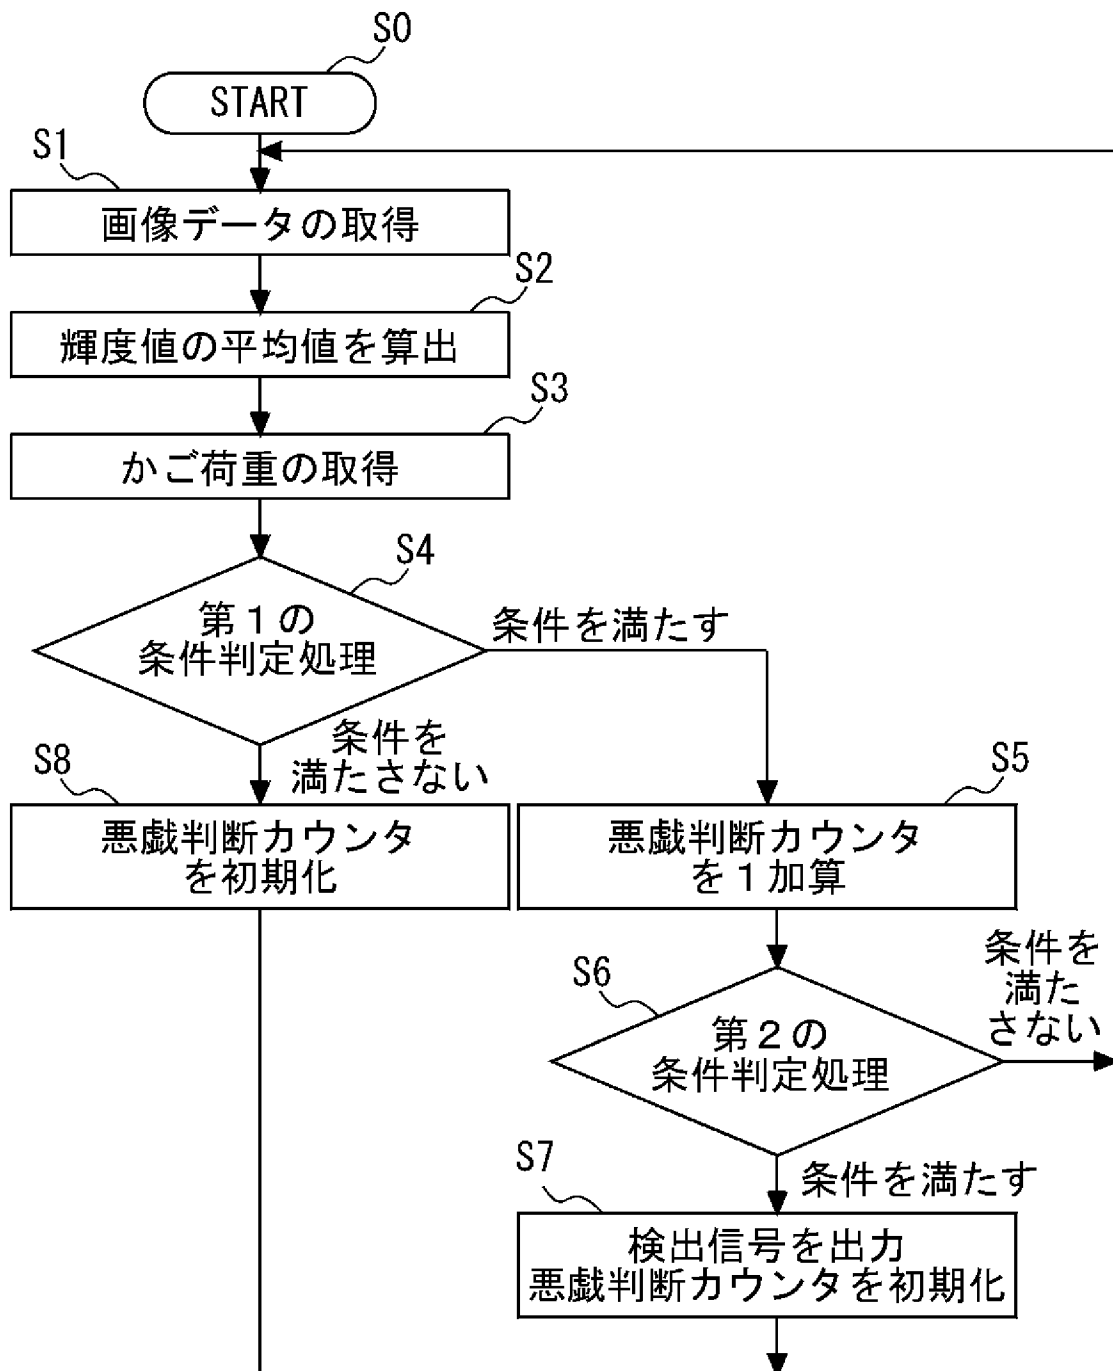 S0
START
S1
画像データの取得
S2
輝度値の平均値を算出
S3
かご荷重の取得
S4
第１の
条件判定処理
条件を満たす
条件を
満たさない
S8
悪戯判断カウンタ
を初期化
S5
悪戯判断カウンタ
を１加算
S6
第２の
条件判定処理
条件を
満た
さない
S7
条件を満たす
検出信号を出力
悪戯判断カウンタを初期化